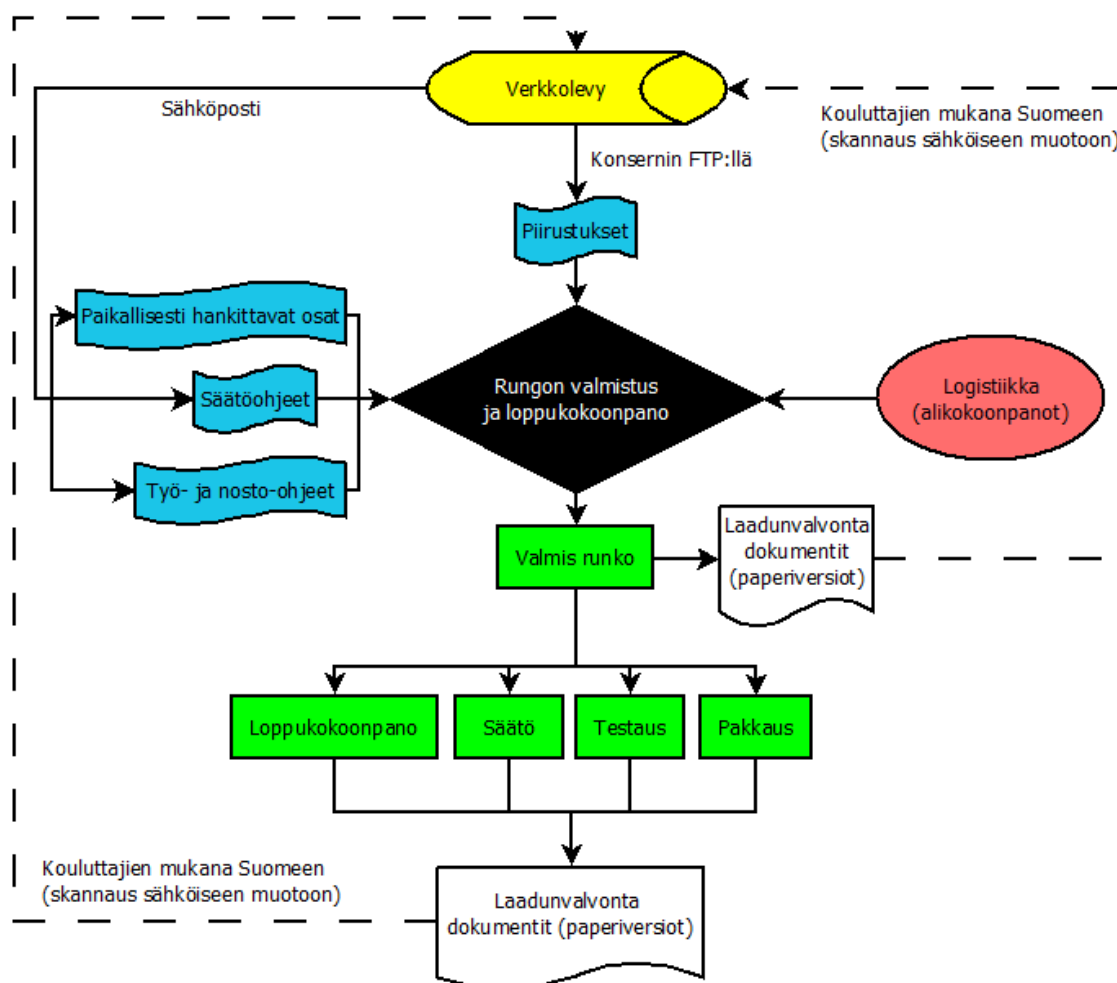 Verkkolevy
Sähköposti
Kouluttajien mukana Suomeen
(skannaus sähköiseen muotoon)
Konsernin FTP:llä
Piirustukset
Paikallisesti hankittavat osat
Säätöohjeet
Työ- ja nosto-ohjeet
Rungon valmistus
ja loppukokoonpano
Logistiikka
(alikokoonpanot)
Valmis runko
Laadunvalvonta
dokumentit
(paperiversiot)
Loppukokoonpano
Säätö
Testaus
Pakkaus
Kouluttajien mukana Suomeen
(skannaus sähköiseen muotoon)
Laadunvalvonta
dokumentit (paperiversiot)